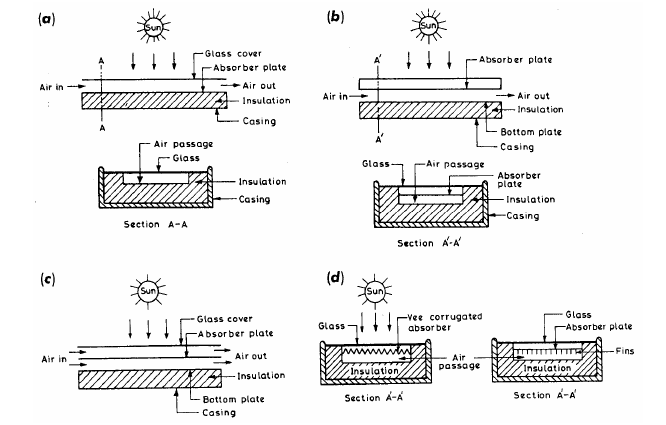 (a)
Sun
A
Glass cover
Absorber plate
Air in
Air out
Insulation
A
Casing
Air passage
Glass
Insulation
Casing
Section A-A
(b)
Sun
A'
Absorber plate
Air in
Air out
Insulation
Bottom plate
A'
Casing
Glass
Air passage
Absorber
plate
Insulation
Casing
Section A'-A'
(c)
Sun
Glass cover
Absorber plate
Air in
Air out
Insulation
Bottom plate
Casing
(d)
Sun
Glass
Vee corrugated
absorber
Air
passage
Insulation
Section A'-A'
Glass
Absorber plate
Fins
Insulation
Section A'-A'